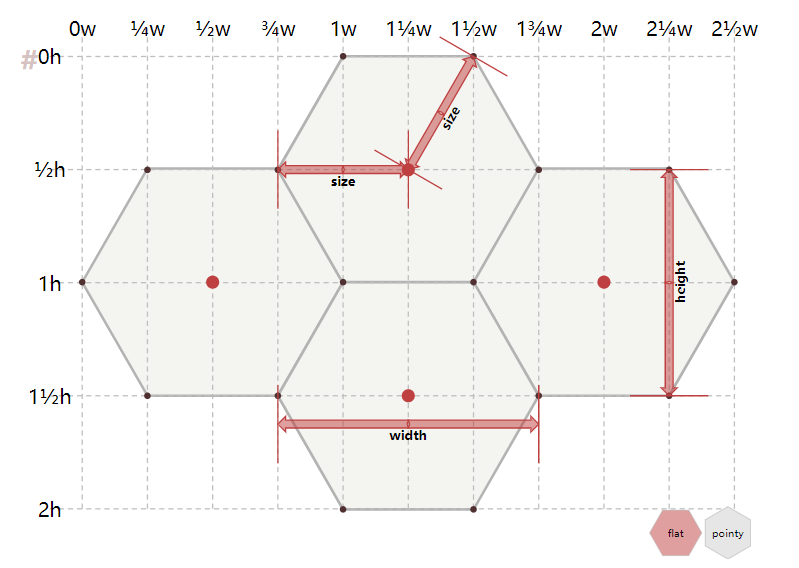 0w ¼w ½w ¾w 1w 1¼w 1½w 1¾w 2w 2¼w 2½w
#0h
size
½h
size
1h
height
1½h
width
2h
flat pointy